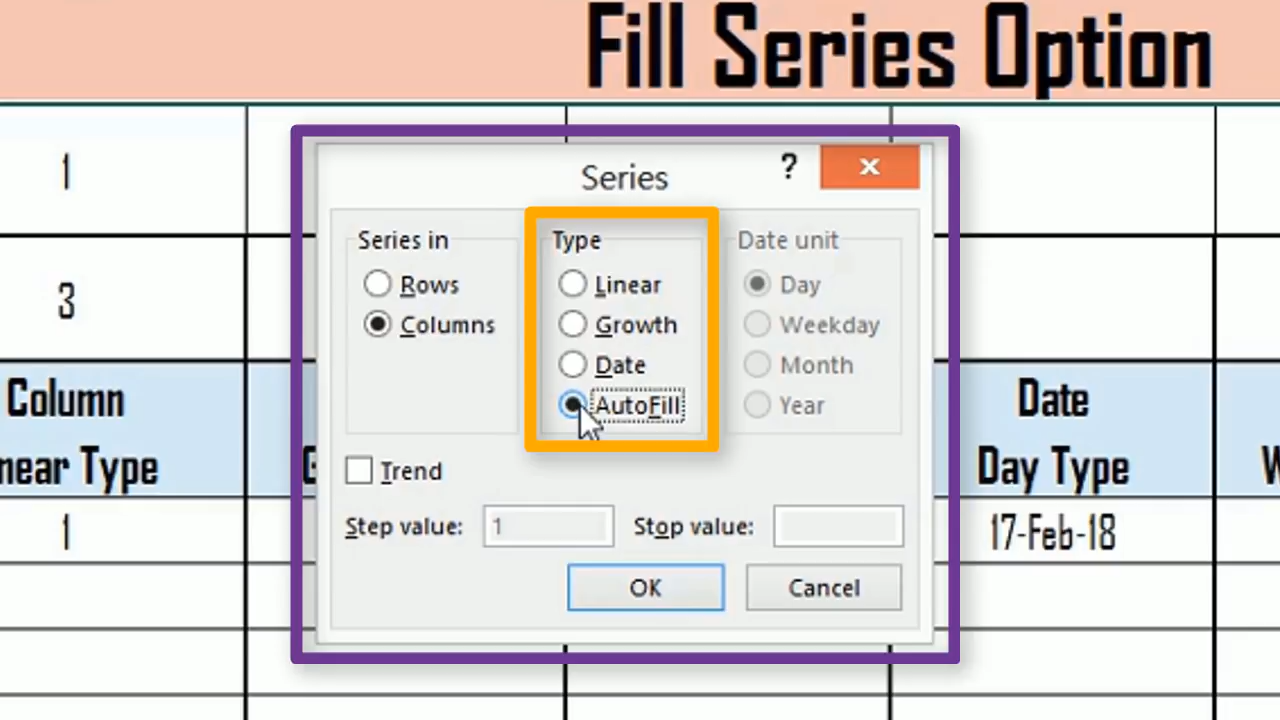 Fill Series Option
1
Series
?
Series in
Type
Date unit
Rows
Linear
Day
3
Columns
Growth
Weekday
Date
Month
AutoFill
Year
Column
Date
Trend
Type
Day Type
Step value: 1
Stop value:
1
17-Feb-18
OK
Cancel